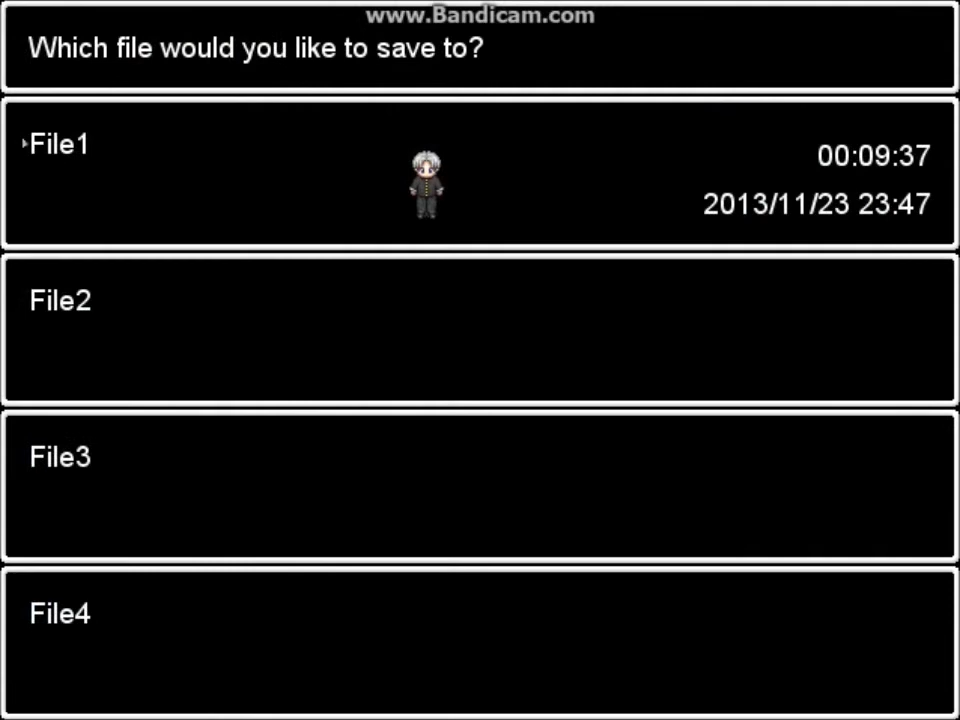 www.Bandicam.com
Which file would you like to save to?
File1
00:09:37
2013/11/23 23:47
File2
File3
File4